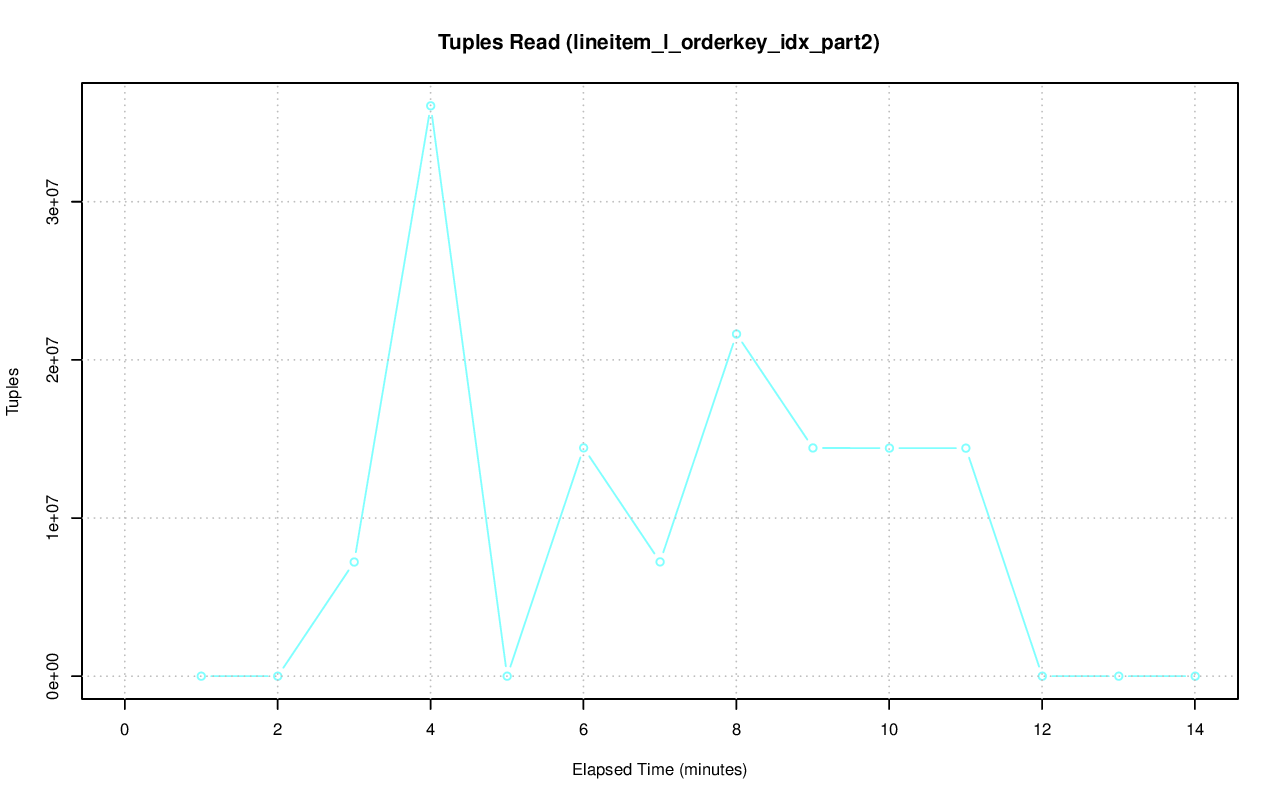 Tuples Read (lineitem_l_orderkey_idx_part2)
3e+07
2e+07
1e+07
0e+00
Tuples
0 2 4 6 8 10 12 14
Elapsed Time (minutes)